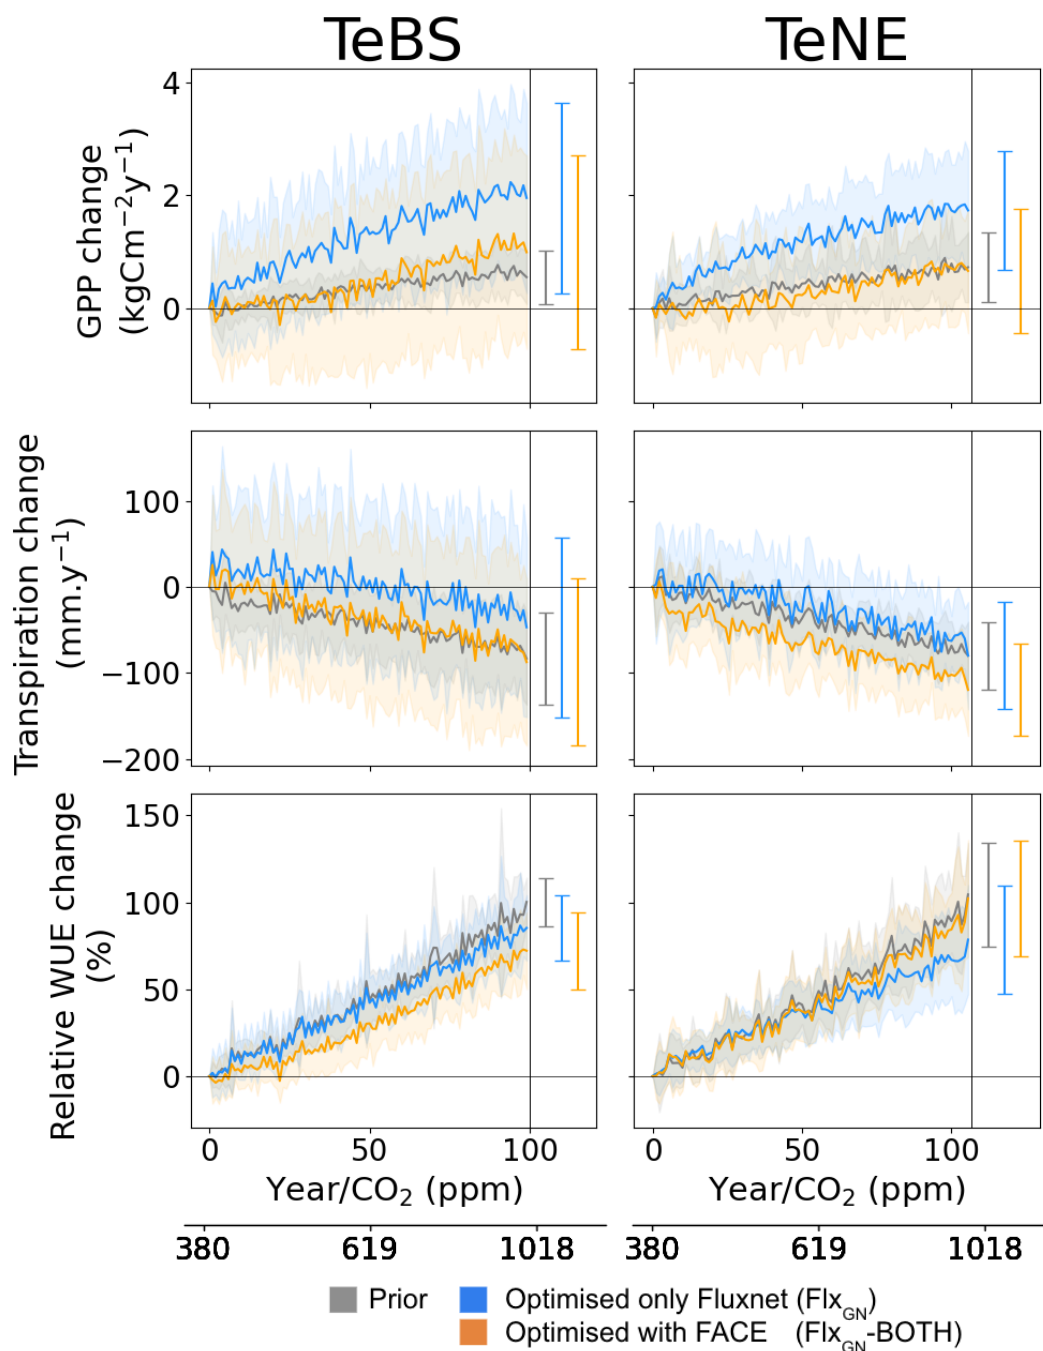 TeBS TeNE
GPP change
(kgCm⁻²y⁻¹)
4
2
0
Transpiration change
(mm.y⁻¹)
100
0
−100
−200
Relative WUE change
(%)
150
100
50
0
0 50 100 0 50 100
Year/CO₂ (ppm) Year/CO₂ (ppm)
380 619 1018 380 619 1018
Prior Optimised only Fluxnet (Flx_GN)
Optimised with FACE (Flx_GN-BOTH)